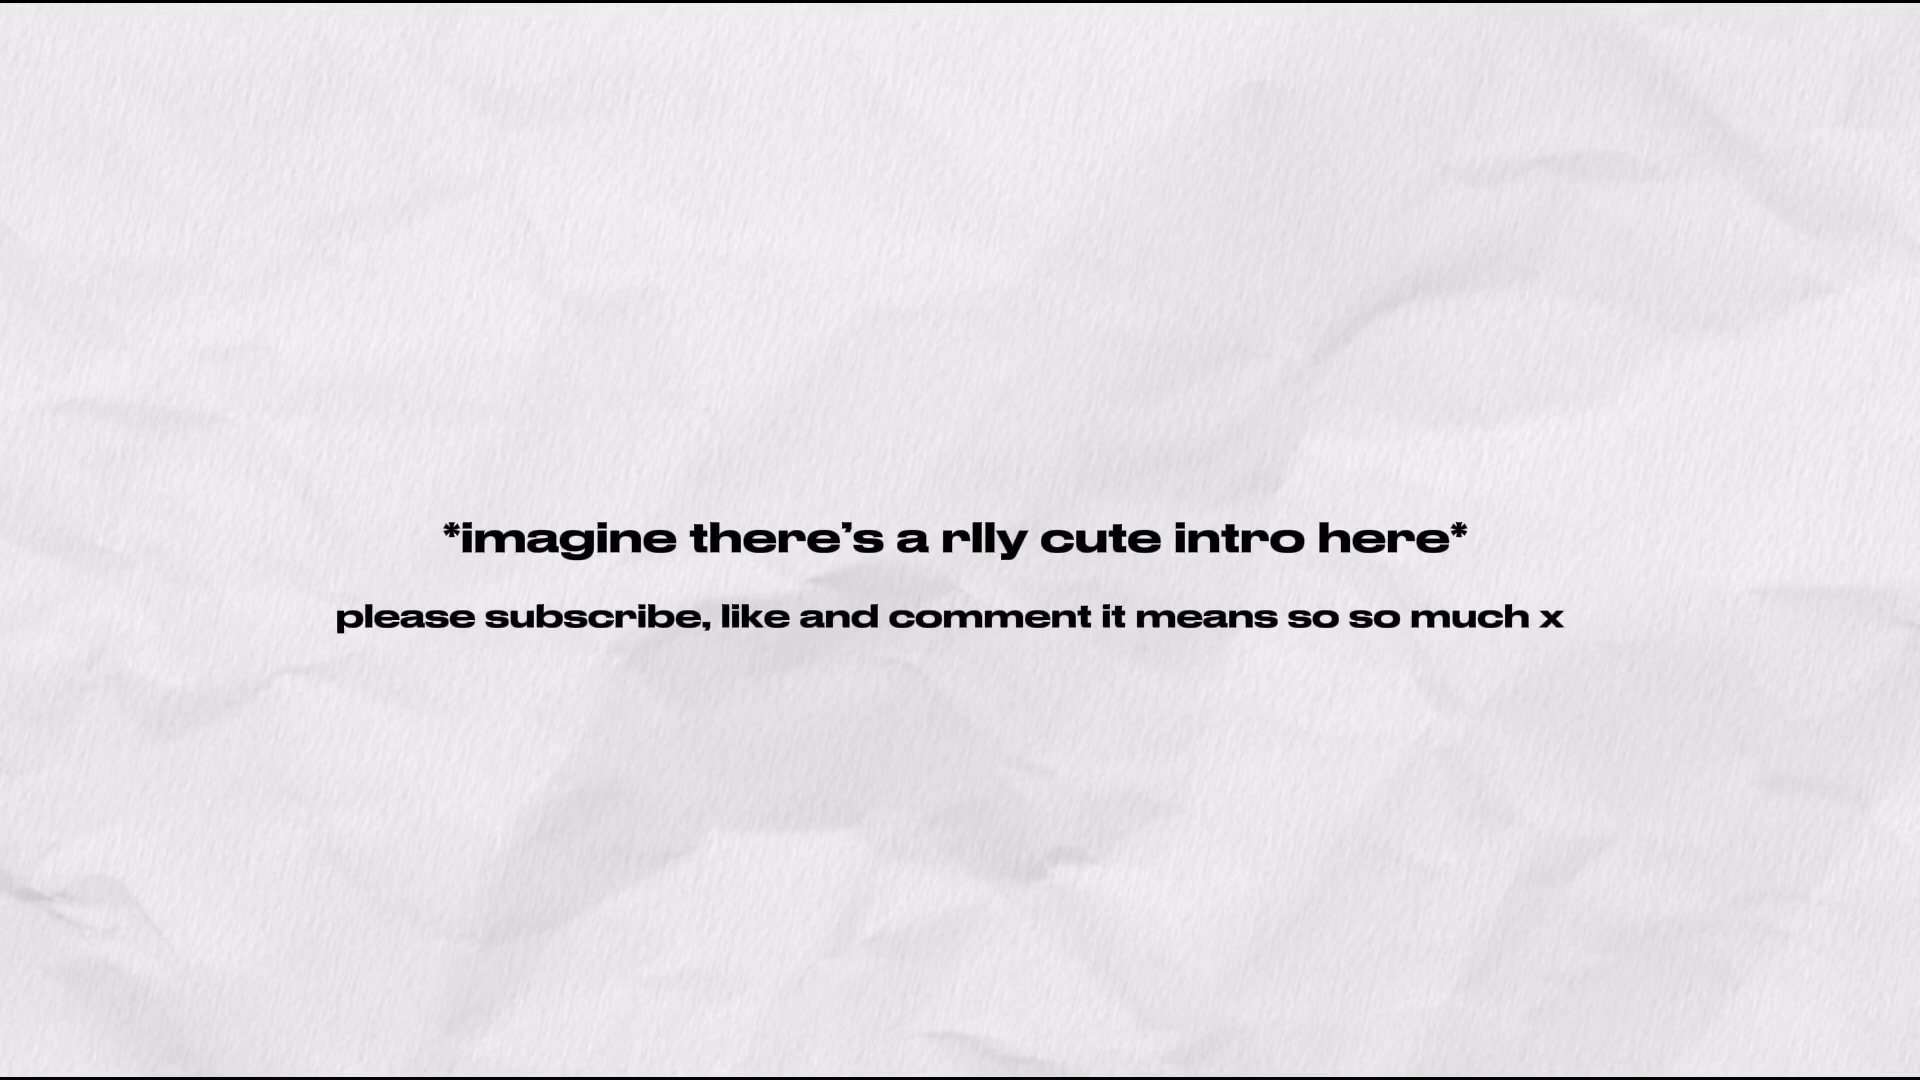 *imagine there’s a rlly cute intro here*
please subscribe, like and comment it means so so much x